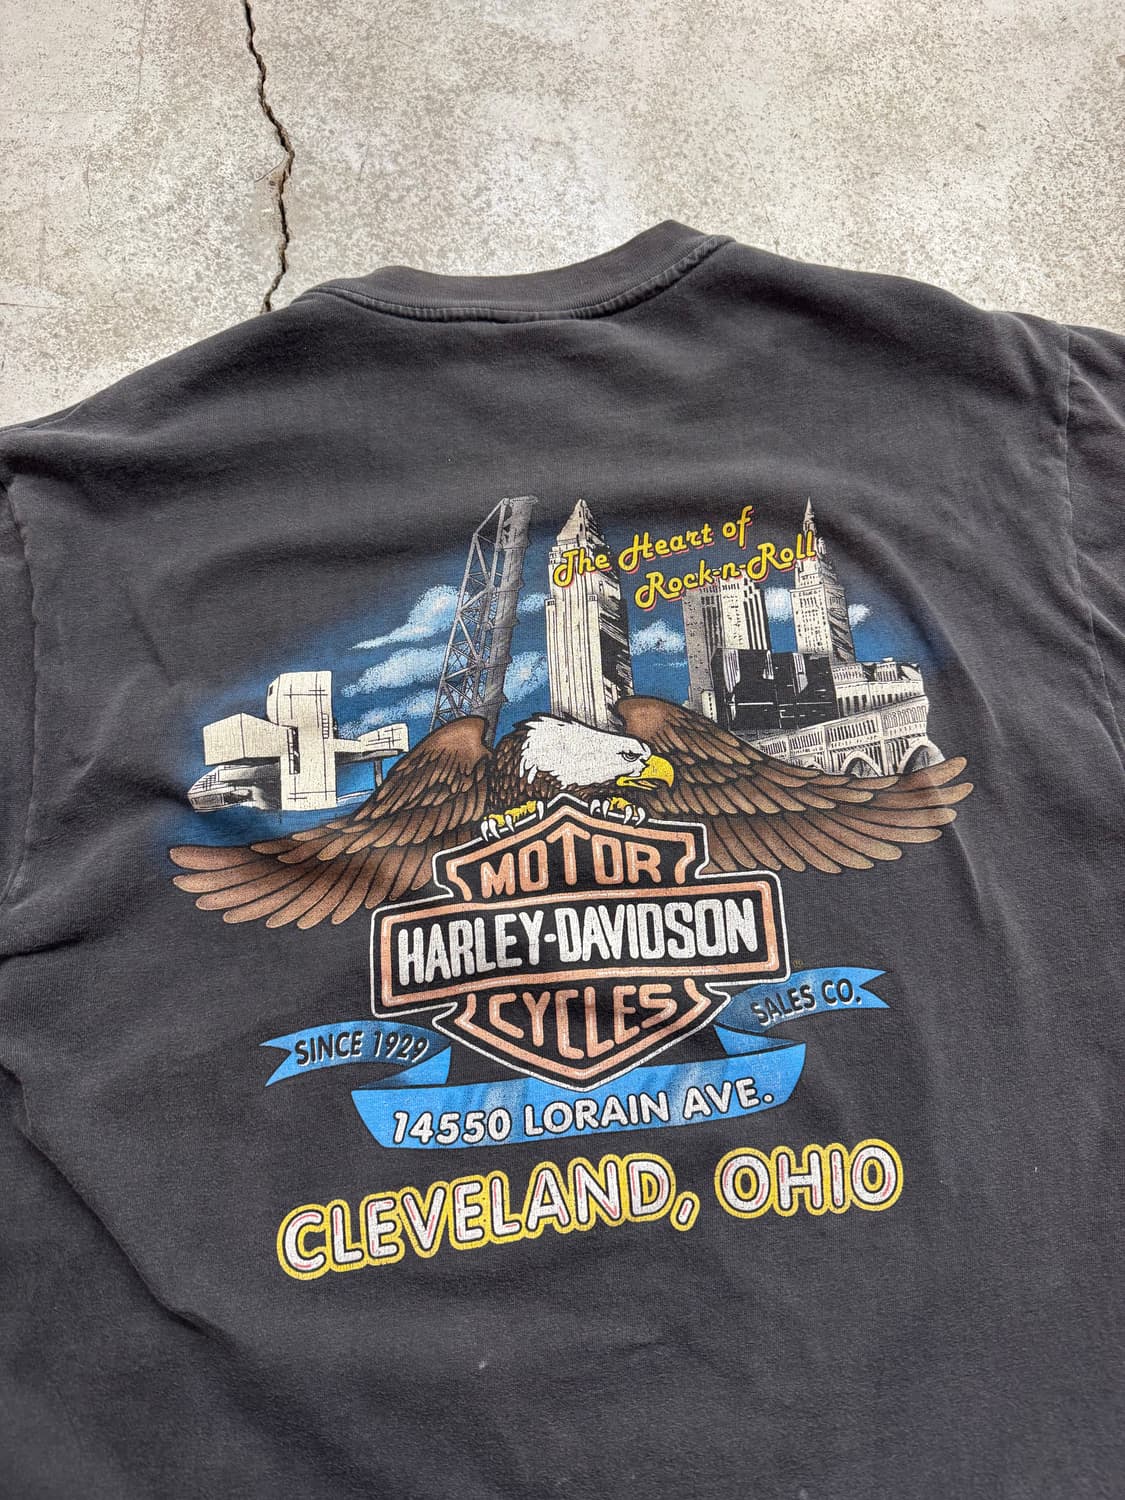 The Heart of
Rock-n-Roll
MOTOR
HARLEY-DAVIDSON
CYCLES
SINCE 1929
SALES CO.
14550 LORAIN AVE.
CLEVELAND, OHIO